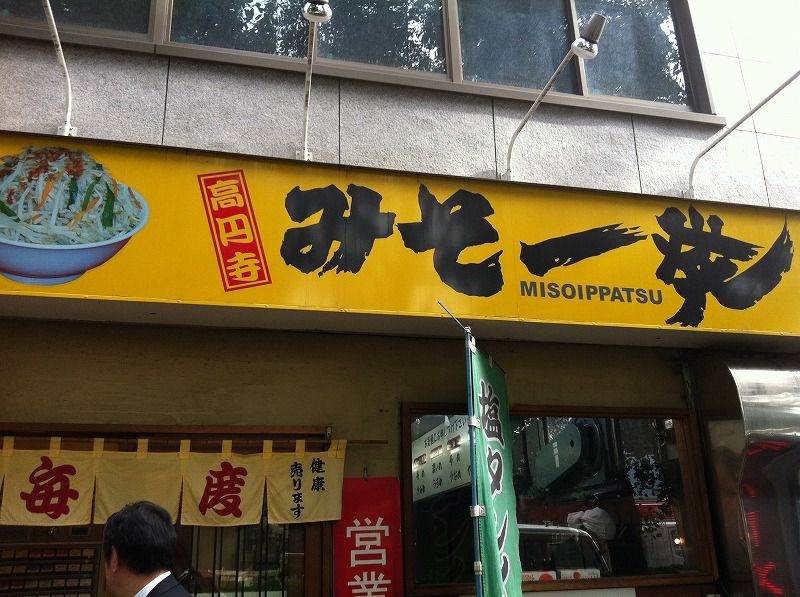 高円寺
みそ一発
MISOIPPATSU
塩タン
毎度
健康
売ります
営業